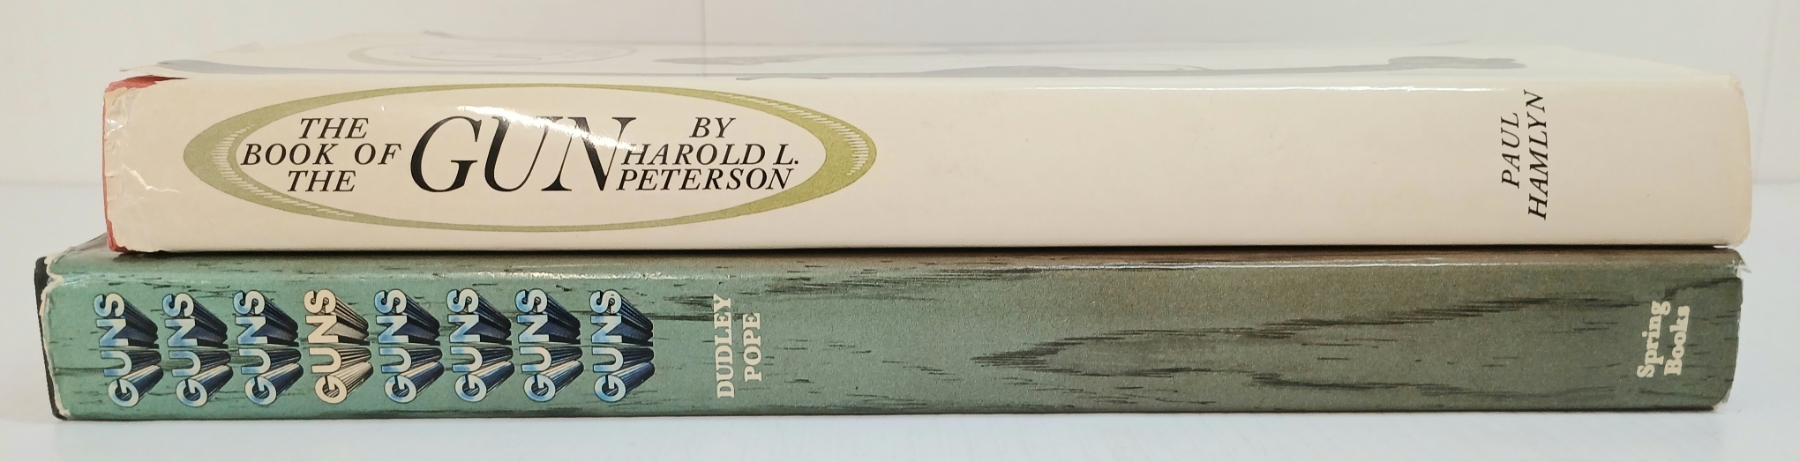 THE
BOOK OF
THE
GUN
BY
HAROLD L.
PETERSON
PAUL
HAMLYN
GUNS
GUNS
GUNS
GUNS
GUNS
GUNS
GUNS
GUNS
DUDLEY
POPE
Spring
Books